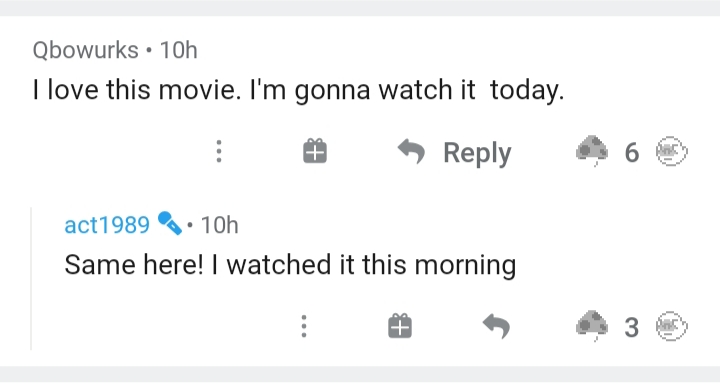 Qbowurks • 10h
I love this movie. I'm gonna watch it  today.
Reply 6
act1989 • 10h
Same here! I watched it this morning
3